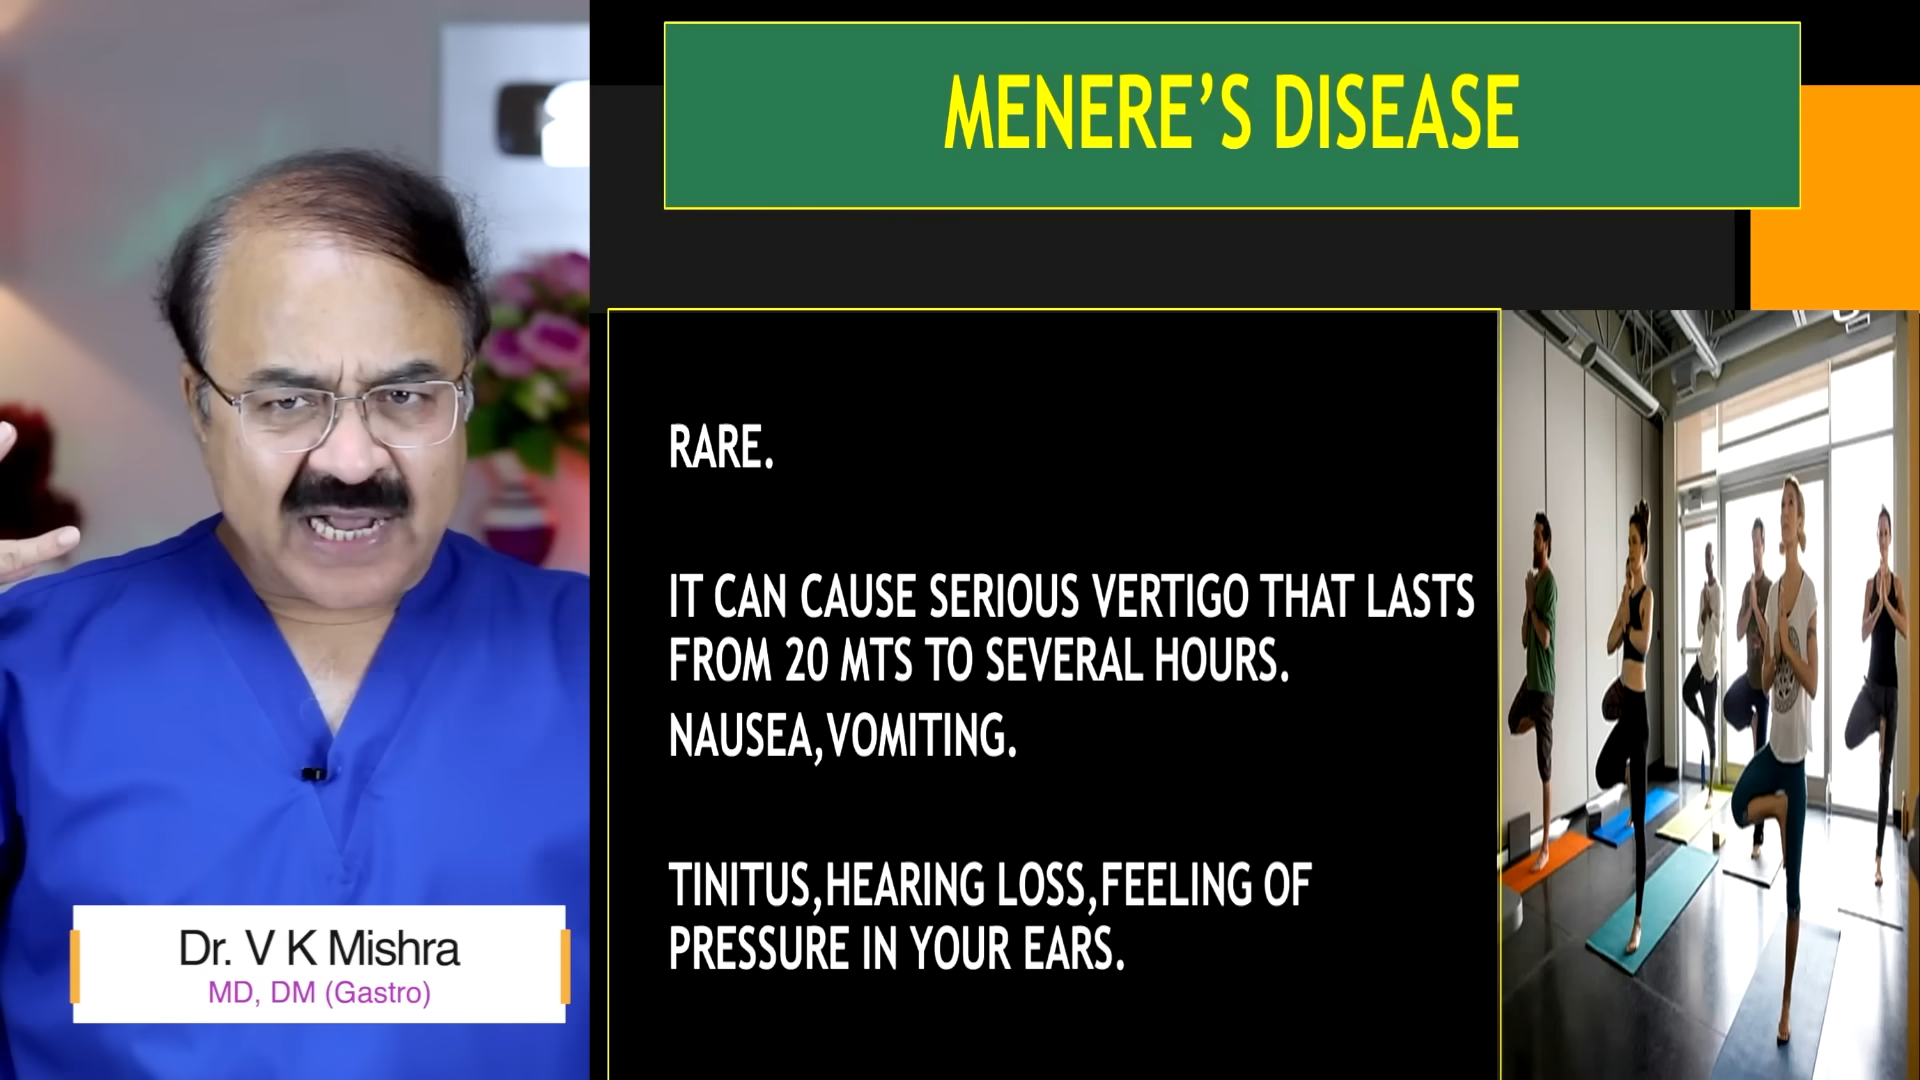 MENERE’S DISEASE
RARE.
IT CAN CAUSE SERIOUS VERTIGO THAT LASTS
FROM 20 MTS TO SEVERAL HOURS.
NAUSEA,VOMITING.
TINITUS,HEARING LOSS,FEELING OF
PRESSURE IN YOUR EARS.
Dr. V K Mishra
MD, DM (Gastro)